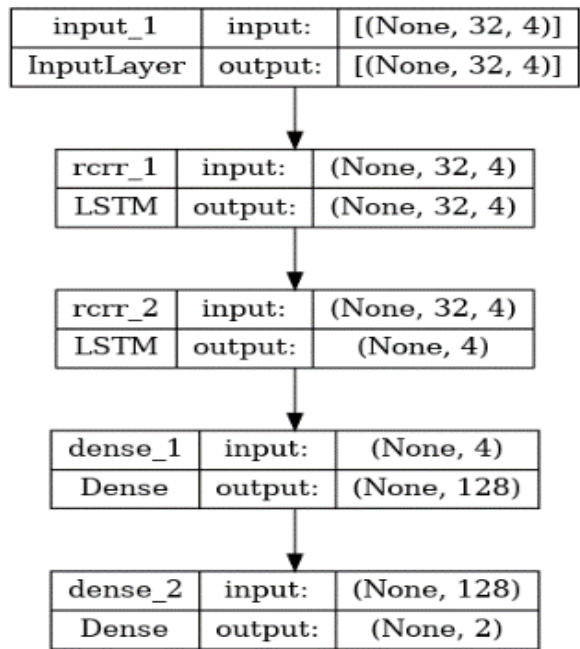 input_1 input: [(None, 32, 4)]
InputLayer output: [(None, 32, 4)]
rcrr_1 input: (None, 32, 4)
LSTM output: (None, 32, 4)
rcrr_2 input: (None, 32, 4)
LSTM output: (None, 4)
dense_1 input: (None, 4)
Dense output: (None, 128)
dense_2 input: (None, 128)
Dense output: (None, 2)